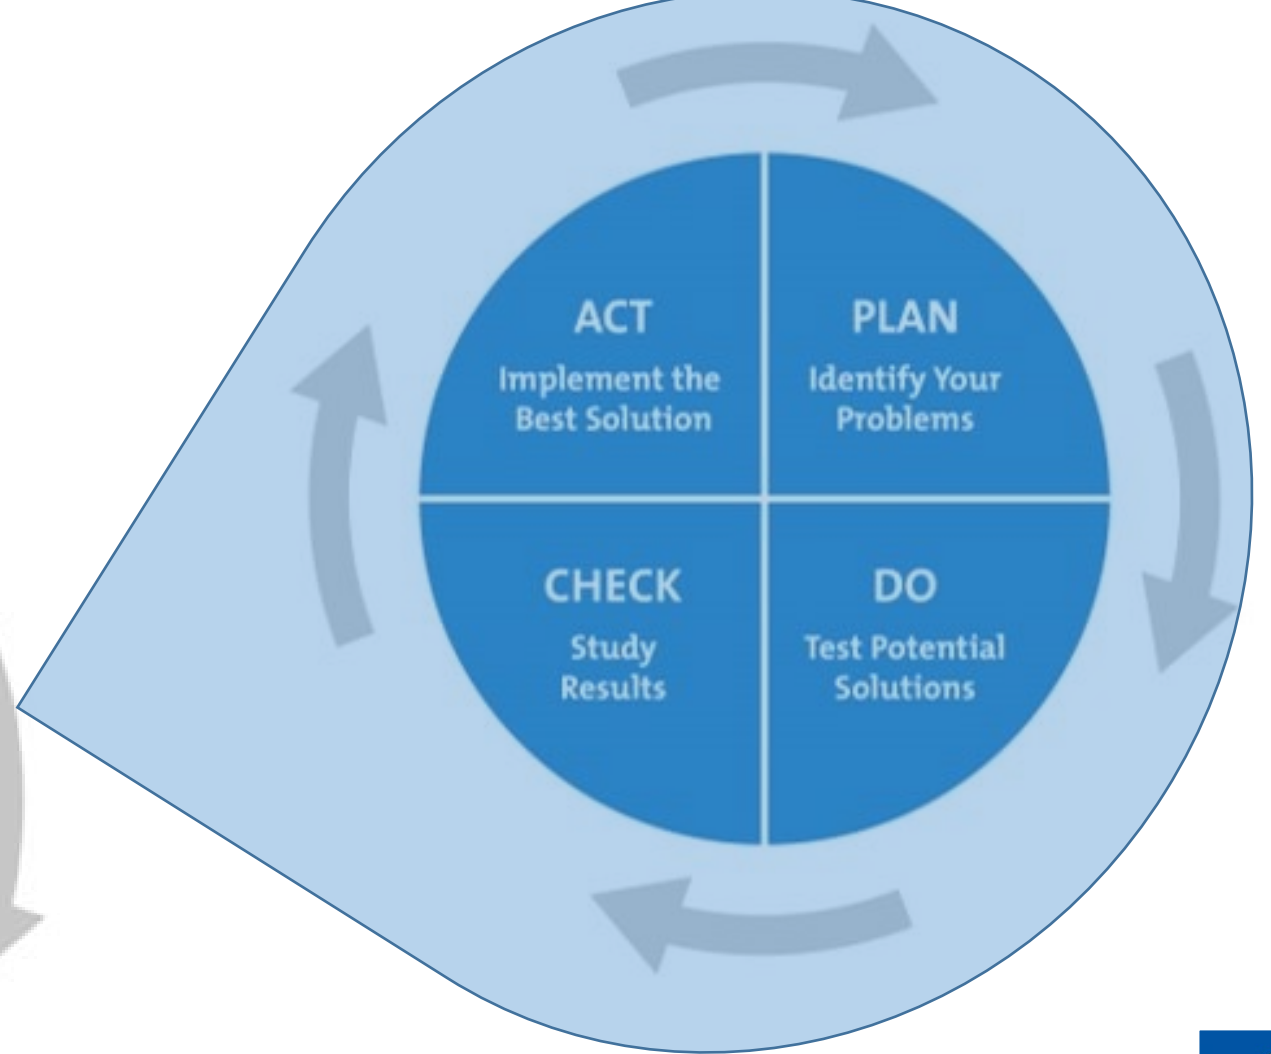 ACT
Implement the
Best Solution
PLAN
Identify Your
Problems
CHECK
Study
Results
DO
Test Potential
Solutions